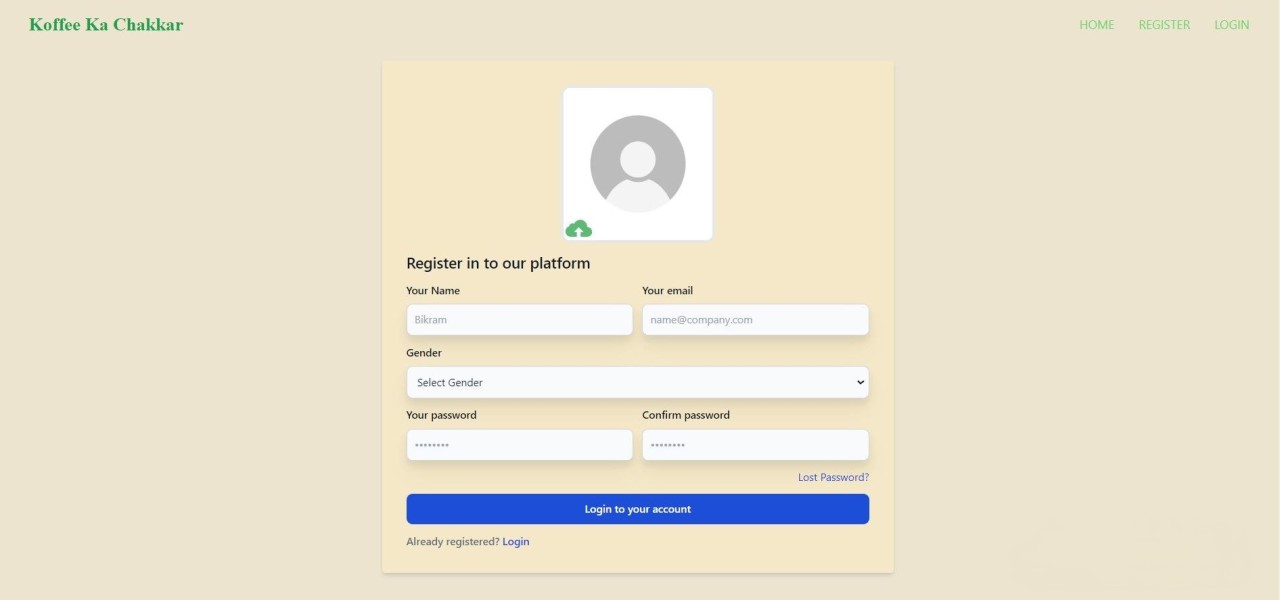 Koffee Ka Chakkar
HOME REGISTER LOGIN
Register in to our platform
Your Name Your email
Bikram name@company.com
Gender
Select Gender
Your password Confirm password
•••••••• ••••••••
Lost Password?
Login to your account
Already registered? Login